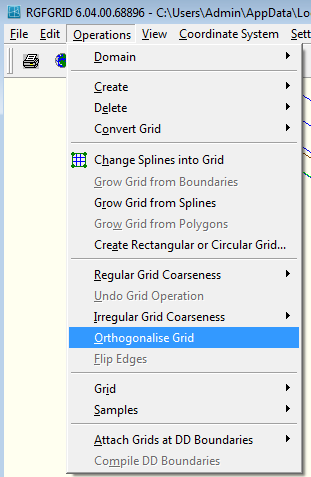 RGFGRID 6.04.00.68896 - C:\Users\Admin\AppData\Lo
File Edit Operations View Coordinate System Sett
Domain
Create
Delete
Convert Grid
Change Splines into Grid
Grow Grid from Boundaries
Grow Grid from Splines
Grow Grid from Polygons
Create Rectangular or Circular Grid...
Regular Grid Coarseness
Undo Grid Operation
Irregular Grid Coarseness
Orthogonalise Grid
Flip Edges
Grid
Samples
Attach Grids at DD Boundaries
Compile DD Boundaries